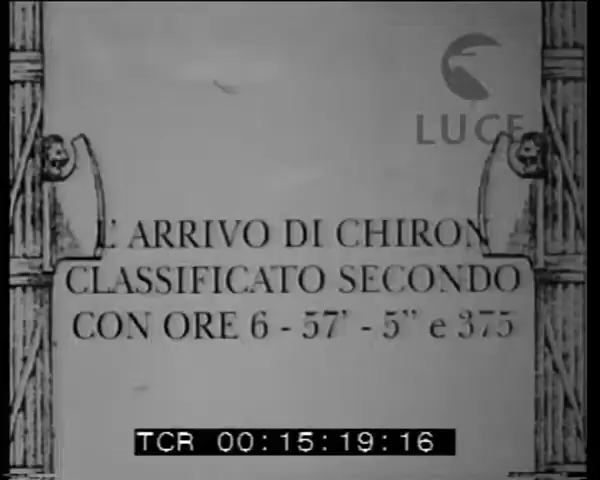 LUCE
L' ARRIVO DI CHIRON
CLASSIFICATO SECONDO
CON ORE 6 - 57' - 5" e 375
TCR 00:15:19:16